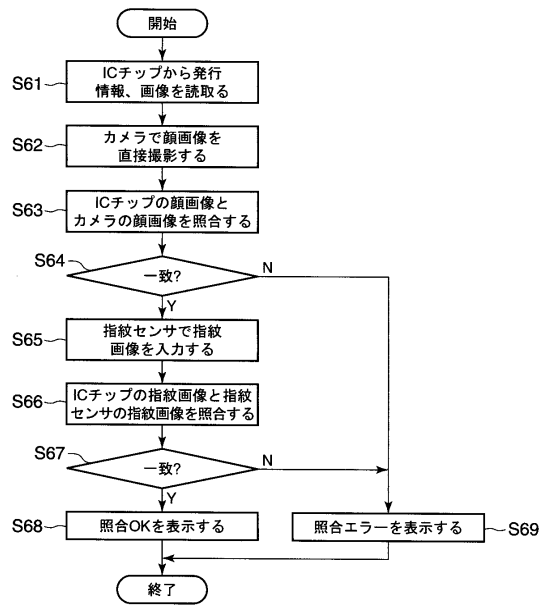 開始
S61
ICチップから発行
情報、画像を読取る
S62
カメラで顔画像を
直接撮影する
S63
ICチップの顔画像と
カメラの顔画像を照合する
S64
一致?
N
Y
S65
指紋センサで指紋
画像を入力する
S66
ICチップの指紋画像と指紋
センサの指紋画像を照合する
S67
一致?
N
Y
S68
照合OKを表示する
照合エラーを表示する
S69
終了